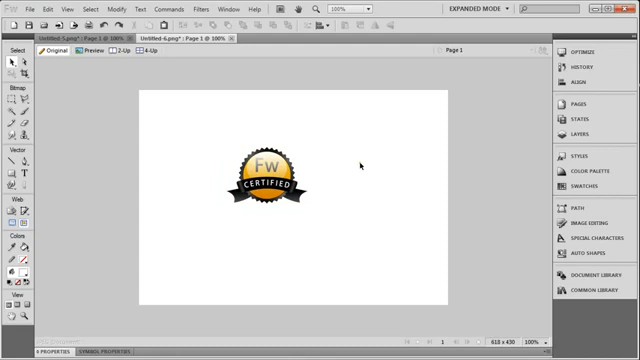 Fw File Edit View Select Modify Text Commands Filters Window Help 100% EXPANDED MODE
Untitled-5.png* : Page 1 @ 100% Untitled-6.png* : Page 1 @ 100%
Original Preview 2-Up 4-Up Page 1
Select
Bitmap
Vector
T
Web
Colors
View
Fw
CERTIFIED
OPTIMIZE
HISTORY
ALIGN
PAGES
STATES
LAYERS
STYLES
COLOR PALETTE
SWATCHES
PATH
IMAGE EDITING
SPECIAL CHARACTERS
AUTO SHAPES
DOCUMENT LIBRARY
COMMON LIBRARY
1 618 x 430 100%
PROPERTIES SYMBOL PROPERTIES